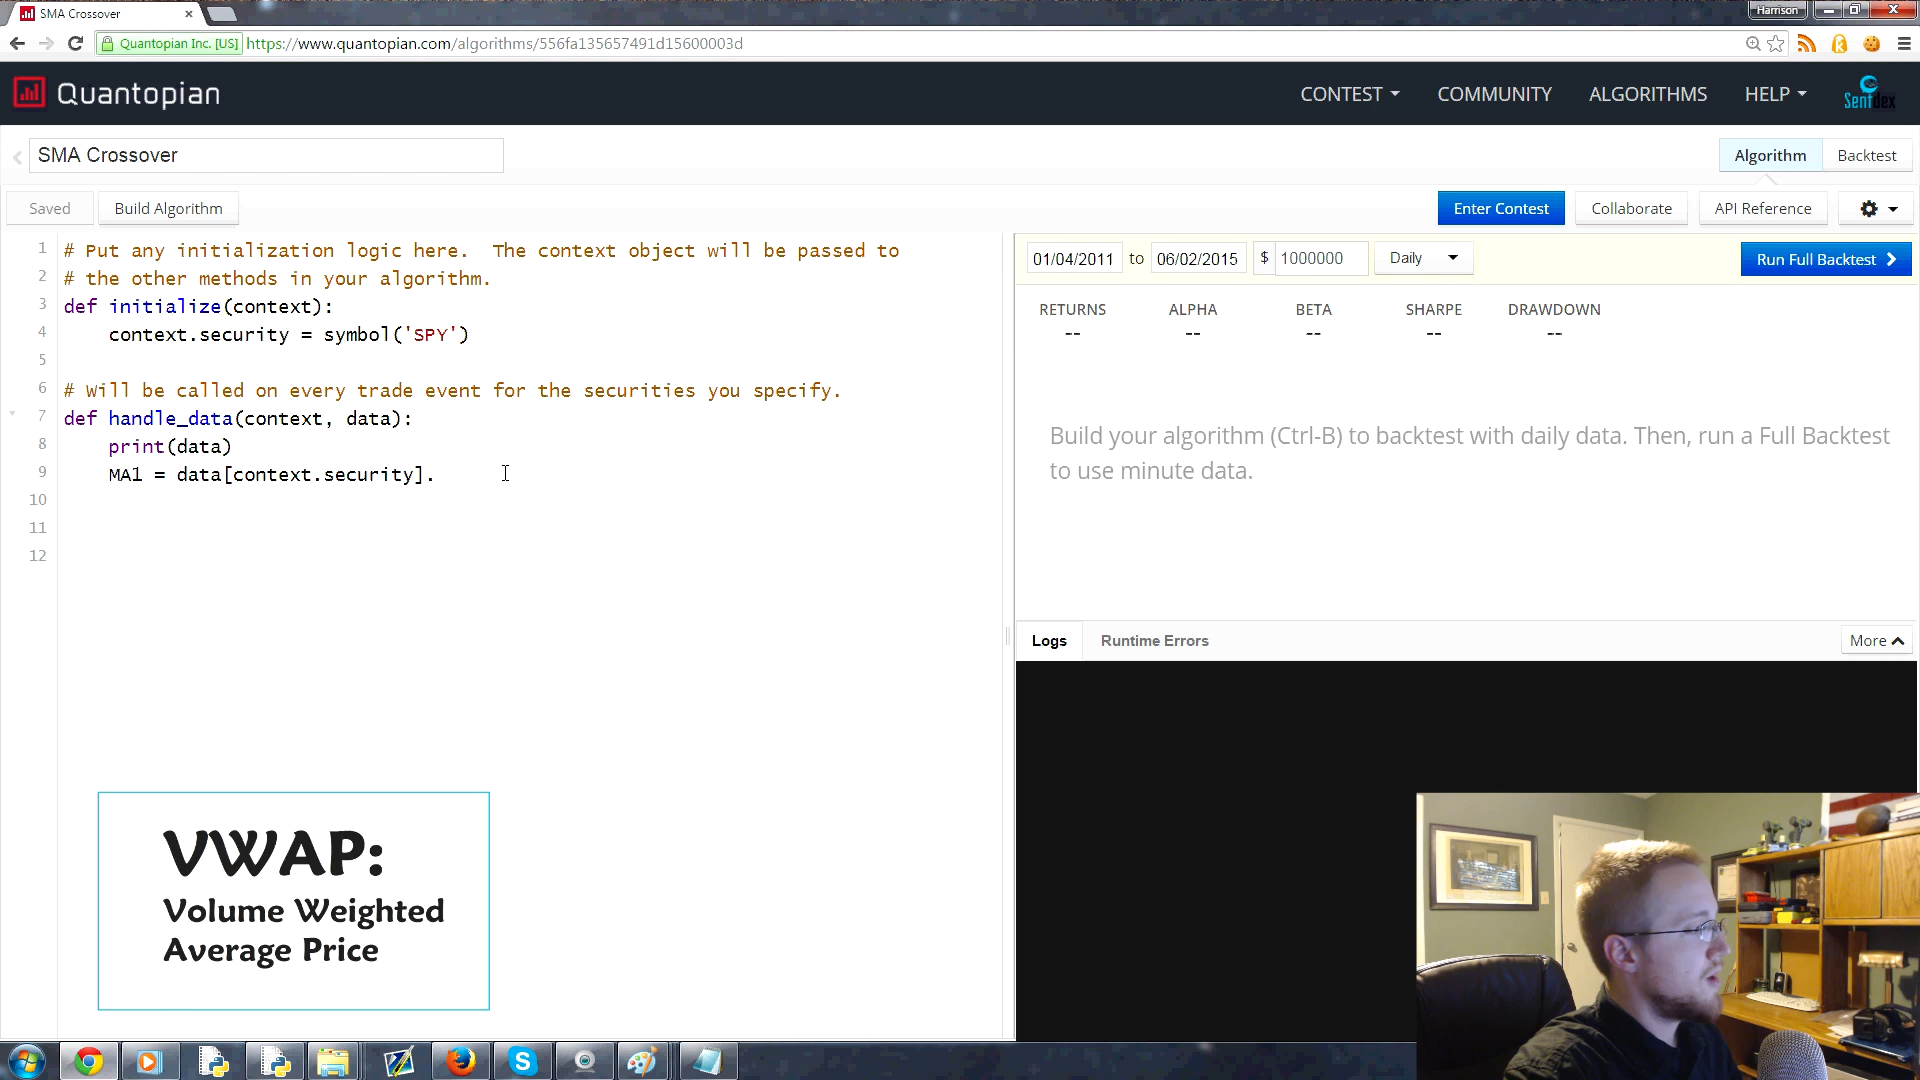 SMA Crossover
Harrison
Quantopian Inc. [US] https://www.quantopian.com/algorithms/556fa135657491d15600003d
Quantopian
CONTEST COMMUNITY ALGORITHMS HELP
Sentdex
SMA Crossover
Algorithm Backtest
Saved Build Algorithm
Enter Contest Collaborate API Reference
1 # Put any initialization logic here.  The context object will be passed to
2 # the other methods in your algorithm.
3 def initialize(context):
4     context.security = symbol('SPY')
5
6 # Will be called on every trade event for the securities you specify.
7 def handle_data(context, data):
8     print(data)
9     MA1 = data[context.security].
10
11
12
01/04/2011 to 06/02/2015 $ 1000000 Daily Run Full Backtest
RETURNS ALPHA BETA SHARPE DRAWDOWN
-- -- -- -- --
Build your algorithm (Ctrl-B) to backtest with daily data. Then, run a Full Backtest
to use minute data.
Logs Runtime Errors More
VWAP:
Volume Weighted
Average Price